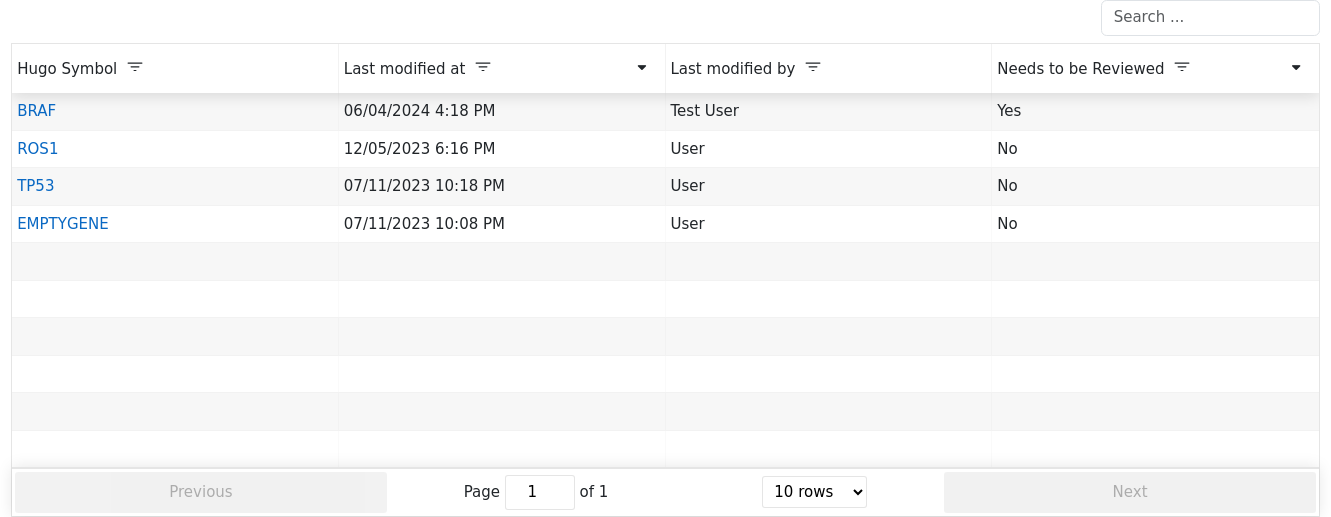 Search ...
Hugo Symbol Last modified at Last modified by Needs to be Reviewed
BRAF 06/04/2024 4:18 PM Test User Yes
ROS1 12/05/2023 6:16 PM User No
TP53 07/11/2023 10:18 PM User No
EMPTYGENE 07/11/2023 10:08 PM User No
Previous Page 1 of 1 10 rows Next